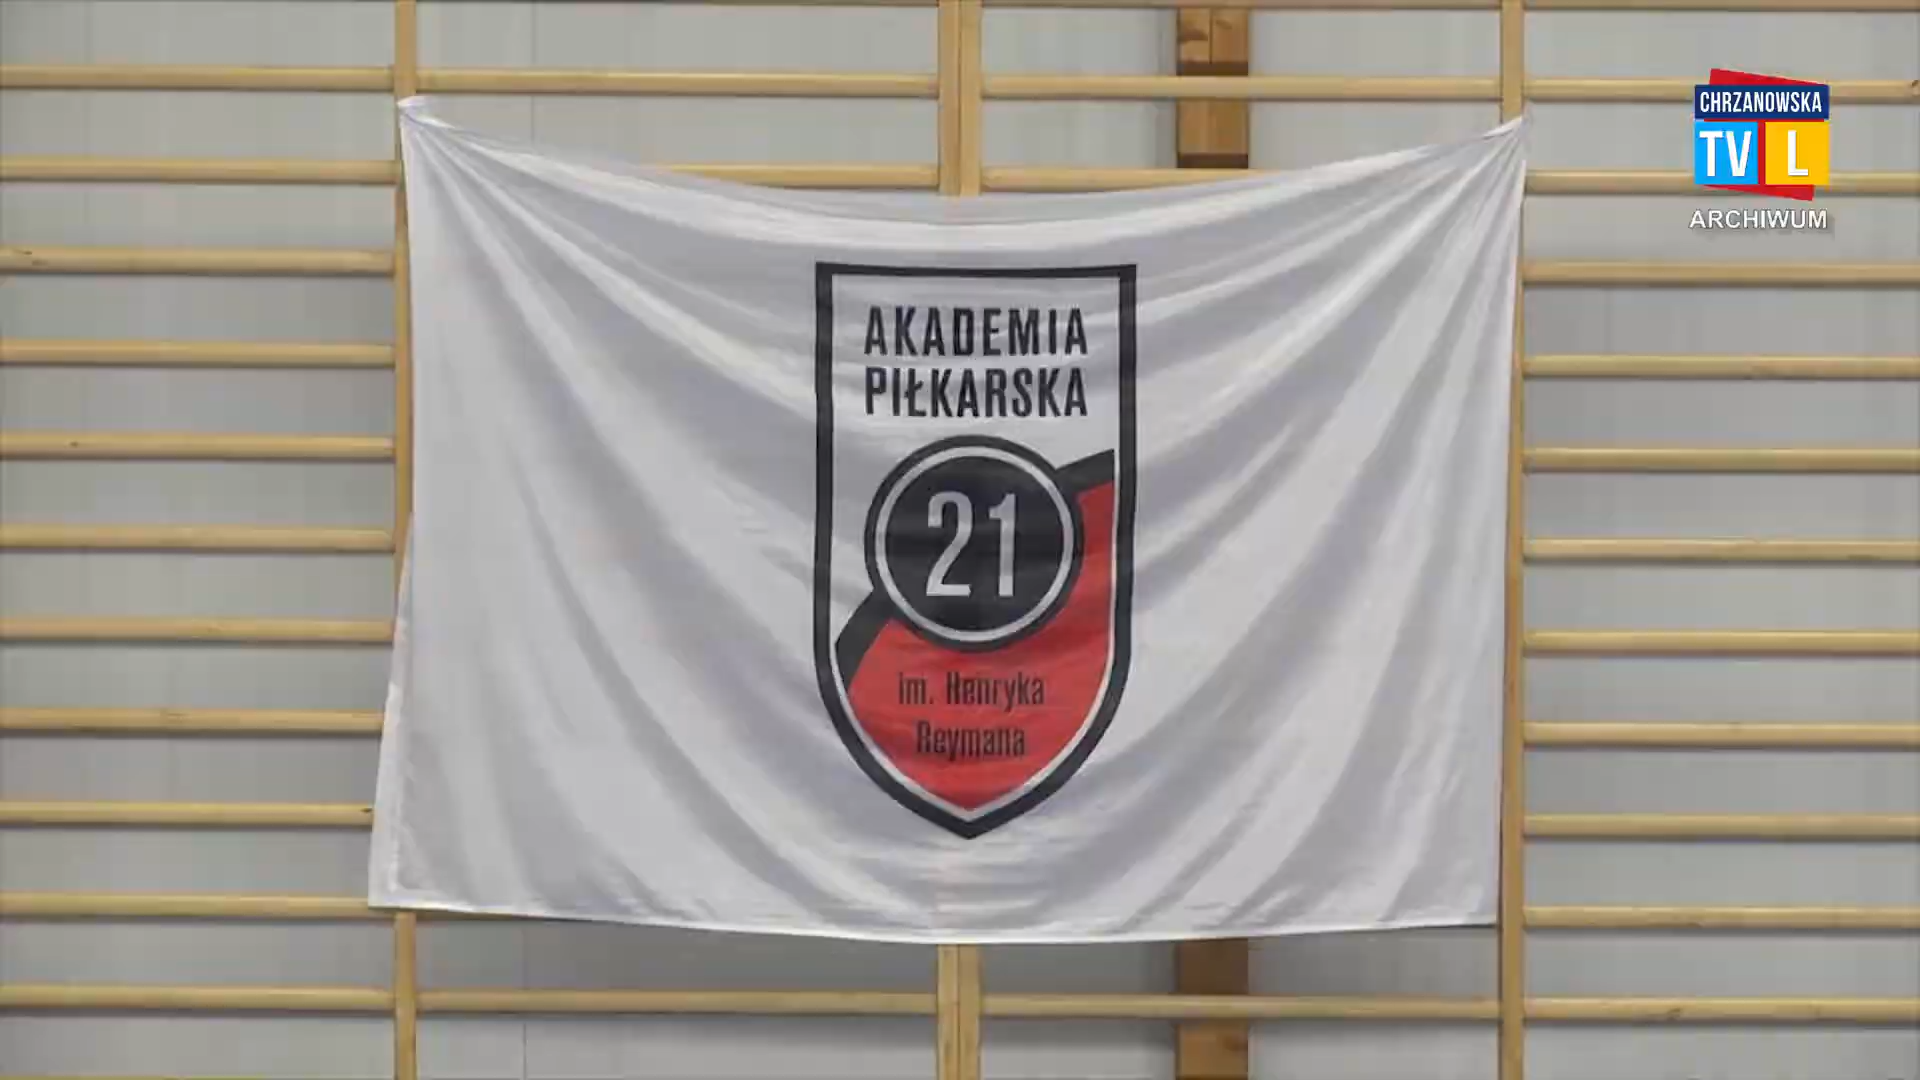 CHRZANOWSKA
TV L
ARCHIWUM
AKADEMIA
PIŁKARSKA
21
im. Henryka
Reymana